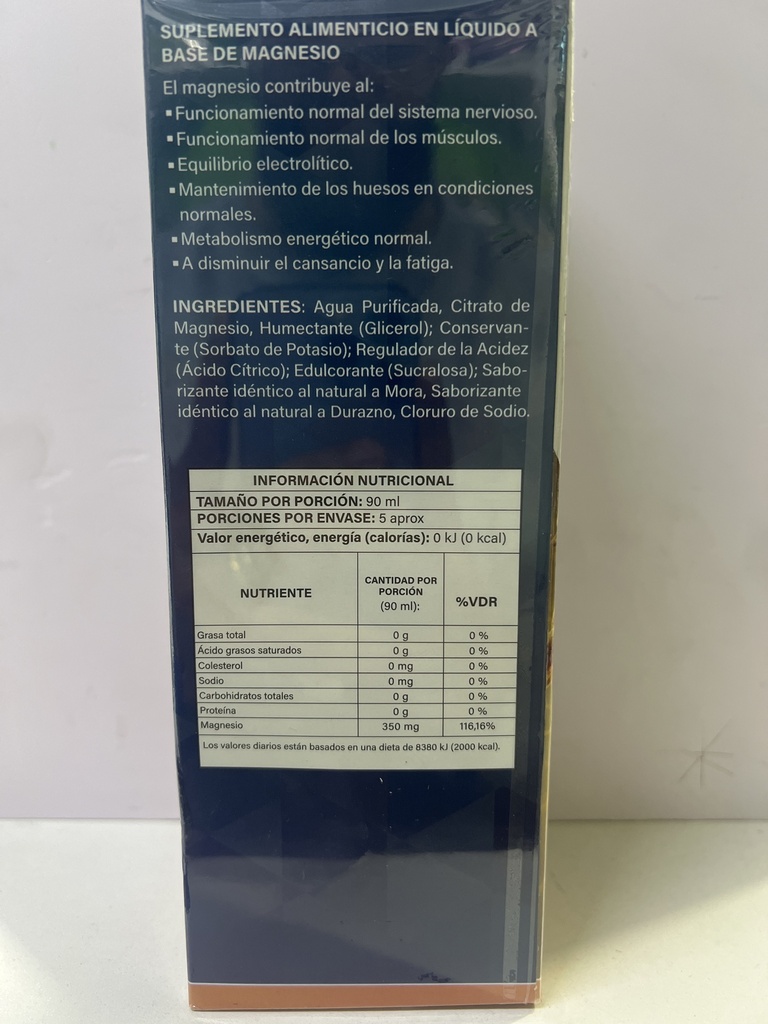 SUPLEMENTO ALIMENTICIO EN LÍQUIDO A
BASE DE MAGNESIO
El magnesio contribuye al:
▪ Funcionamiento normal del sistema nervioso.
▪ Funcionamiento normal de los músculos.
▪ Equilibrio electrolítico.
▪ Mantenimiento de los huesos en condiciones
normales.
▪ Metabolismo energético normal.
▪ A disminuir el cansancio y la fatiga.
INGREDIENTES: Agua Purificada, Citrato de
Magnesio, Humectante (Glicerol); Conservan-
te (Sorbato de Potasio); Regulador de la Acidez
(Ácido Cítrico); Edulcorante (Sucralosa); Sabo-
rizante idéntico al natural a Mora, Saborizante
idéntico al natural a Durazno, Cloruro de Sodio.
INFORMACIÓN NUTRICIONAL
TAMAÑO POR PORCIÓN: 90 ml
PORCIONES POR ENVASE: 5 aprox
Valor energético, energía (calorías): 0 kJ (0 kcal)
NUTRIENTE CANTIDAD POR PORCIÓN (90 ml): %VDR
Grasa total 0 g 0 %
Ácido grasos saturados 0 g 0 %
Colesterol 0 mg 0 %
Sodio 0 mg 0 %
Carbohidratos totales 0 g 0 %
Proteína 0 g 0 %
Magnesio 350 mg 116,16%
Los valores diarios están basados en una dieta de 8380 kJ (2000 kcal).